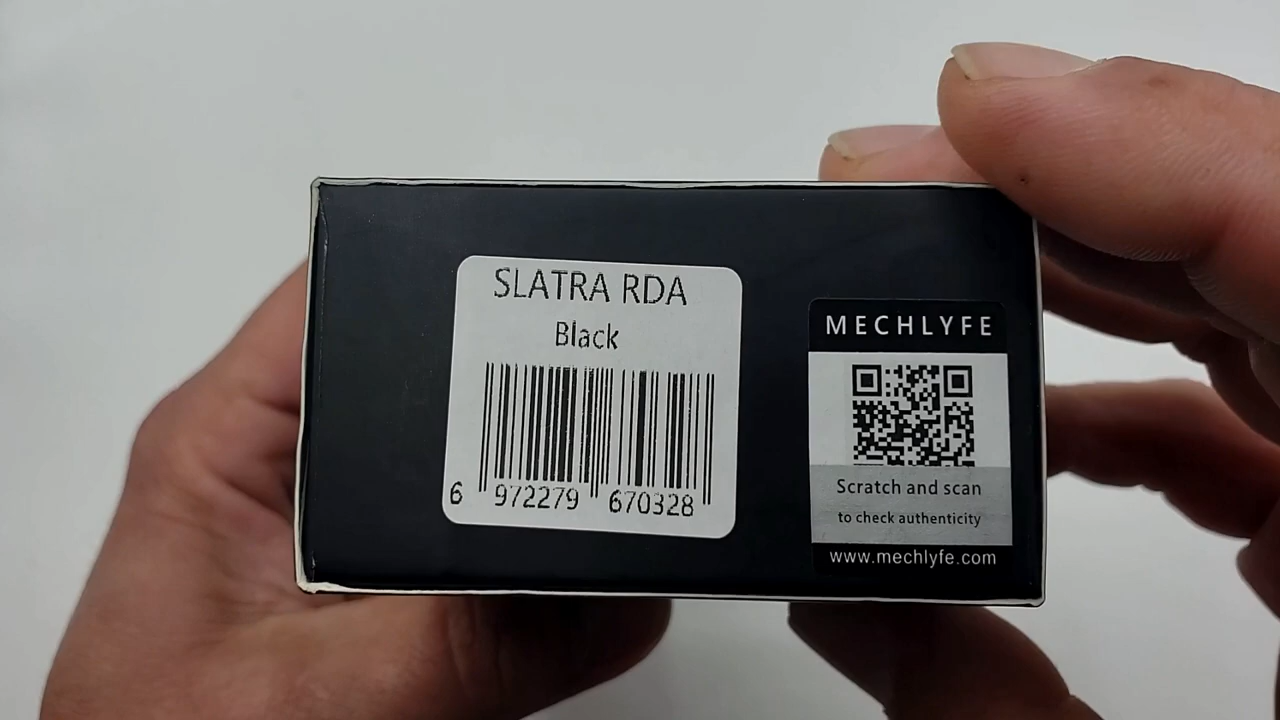 SLATRA RDA
Black
6 972279 670328
MECHLYFE
Scratch and scan
to check authenticity
www.mechlyfe.com